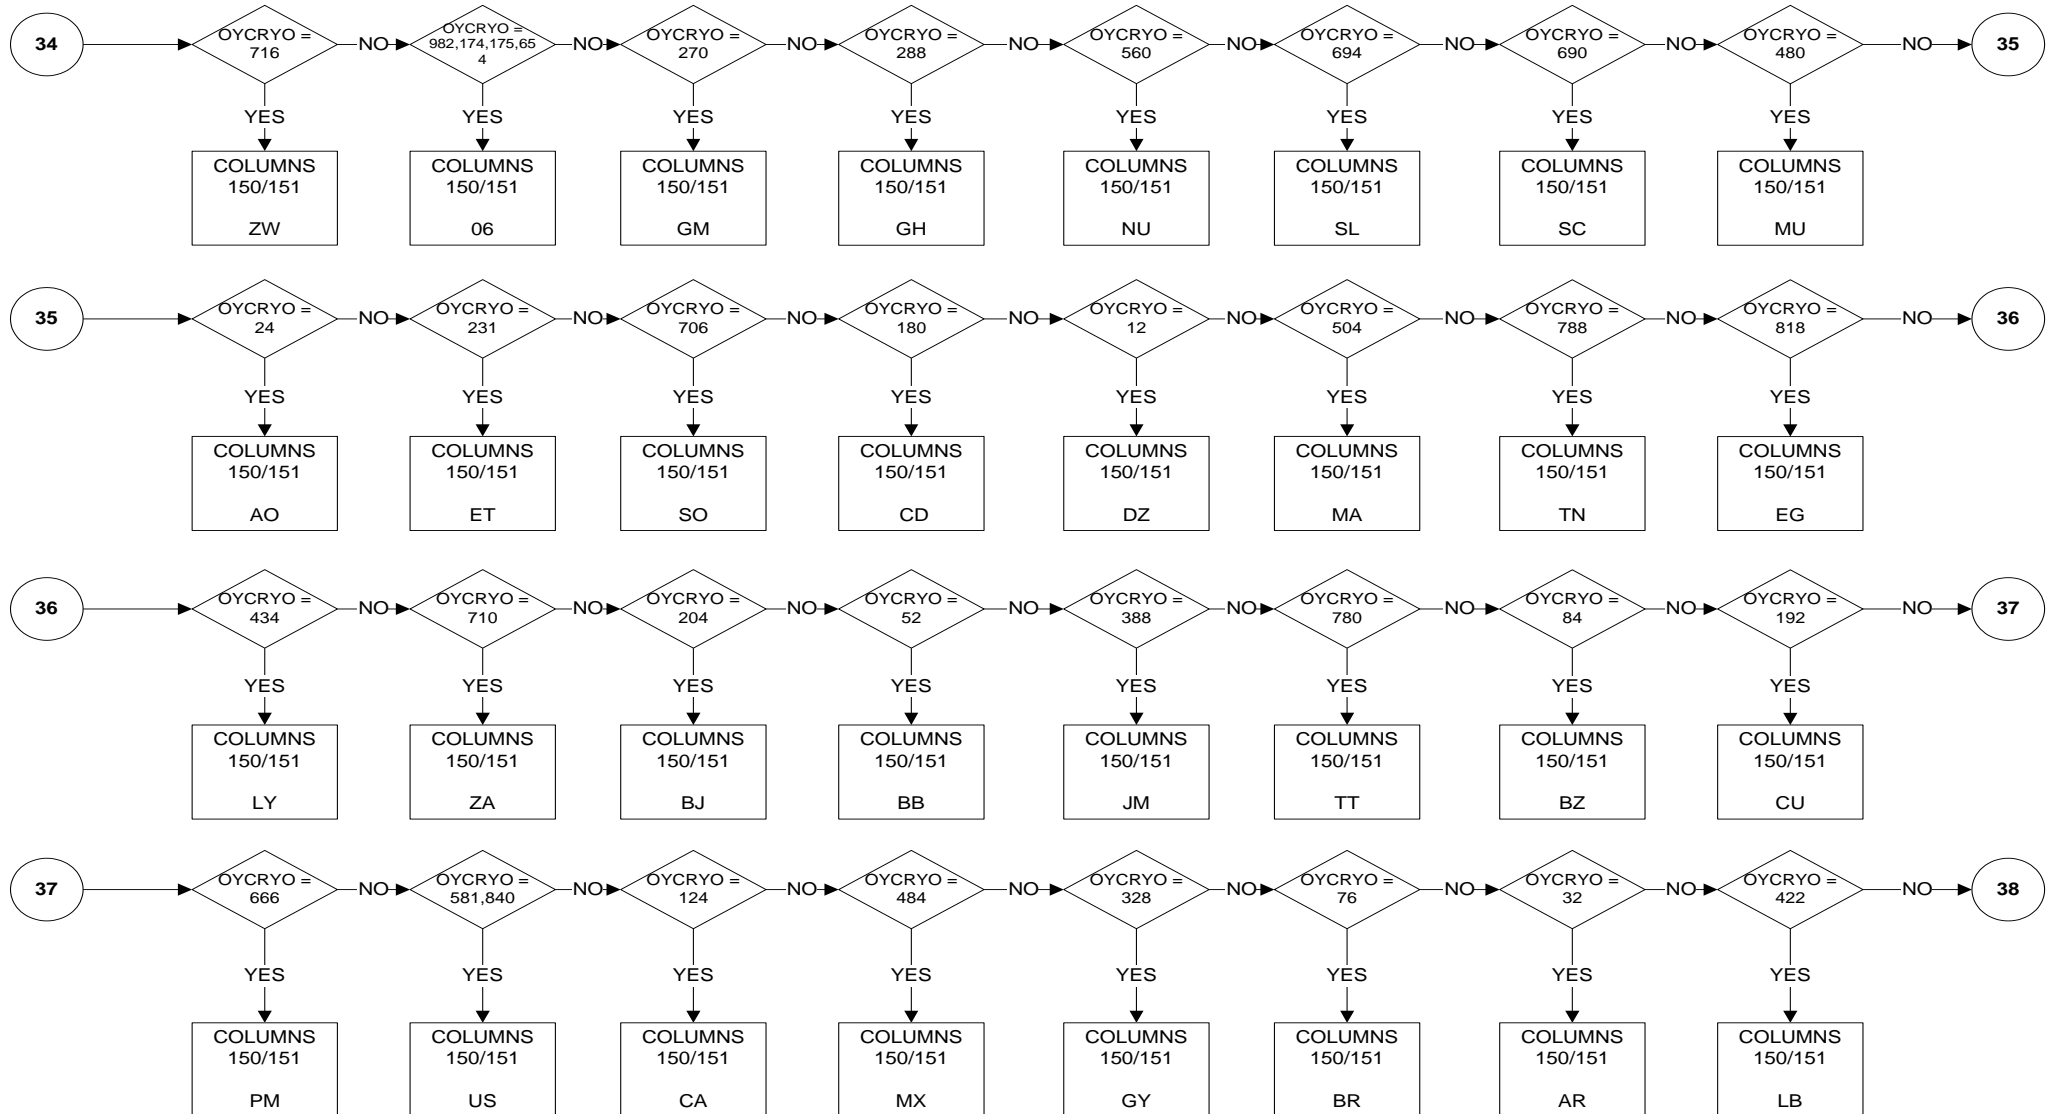 34
OYCRYO =
716
NO
OYCRYO =
982,174,175,65
4
NO
OYCRYO =
270
NO
OYCRYO =
288
NO
OYCRYO =
560
NO
OYCRYO =
694
NO
OYCRYO =
690
NO
OYCRYO =
480
NO
35
YES
YES
YES
YES
YES
YES
YES
YES
COLUMNS
150/151
ZW
COLUMNS
150/151
06
COLUMNS
150/151
GM
COLUMNS
150/151
GH
COLUMNS
150/151
NU
COLUMNS
150/151
SL
COLUMNS
150/151
SC
COLUMNS
150/151
MU
35
OYCRYO =
24
NO
OYCRYO =
231
NO
OYCRYO =
706
NO
OYCRYO =
180
NO
OYCRYO =
12
NO
OYCRYO =
504
NO
OYCRYO =
788
NO
OYCRYO =
818
NO
36
YES
YES
YES
YES
YES
YES
YES
YES
COLUMNS
150/151
AO
COLUMNS
150/151
ET
COLUMNS
150/151
SO
COLUMNS
150/151
CD
COLUMNS
150/151
DZ
COLUMNS
150/151
MA
COLUMNS
150/151
TN
COLUMNS
150/151
EG
36
OYCRYO =
434
NO
OYCRYO =
710
NO
OYCRYO =
204
NO
OYCRYO =
52
NO
OYCRYO =
388
NO
OYCRYO =
780
NO
OYCRYO =
84
NO
OYCRYO =
192
NO
37
YES
YES
YES
YES
YES
YES
YES
YES
COLUMNS
150/151
LY
COLUMNS
150/151
ZA
COLUMNS
150/151
BJ
COLUMNS
150/151
BB
COLUMNS
150/151
JM
COLUMNS
150/151
TT
COLUMNS
150/151
BZ
COLUMNS
150/151
CU
37
OYCRYO =
666
NO
OYCRYO =
581,840
NO
OYCRYO =
124
NO
OYCRYO =
484
NO
OYCRYO =
328
NO
OYCRYO =
76
NO
OYCRYO =
32
NO
OYCRYO =
422
NO
38
YES
YES
YES
YES
YES
YES
YES
YES
COLUMNS
150/151
PM
COLUMNS
150/151
US
COLUMNS
150/151
CA
COLUMNS
150/151
MX
COLUMNS
150/151
GY
COLUMNS
150/151
BR
COLUMNS
150/151
AR
COLUMNS
150/151
LB